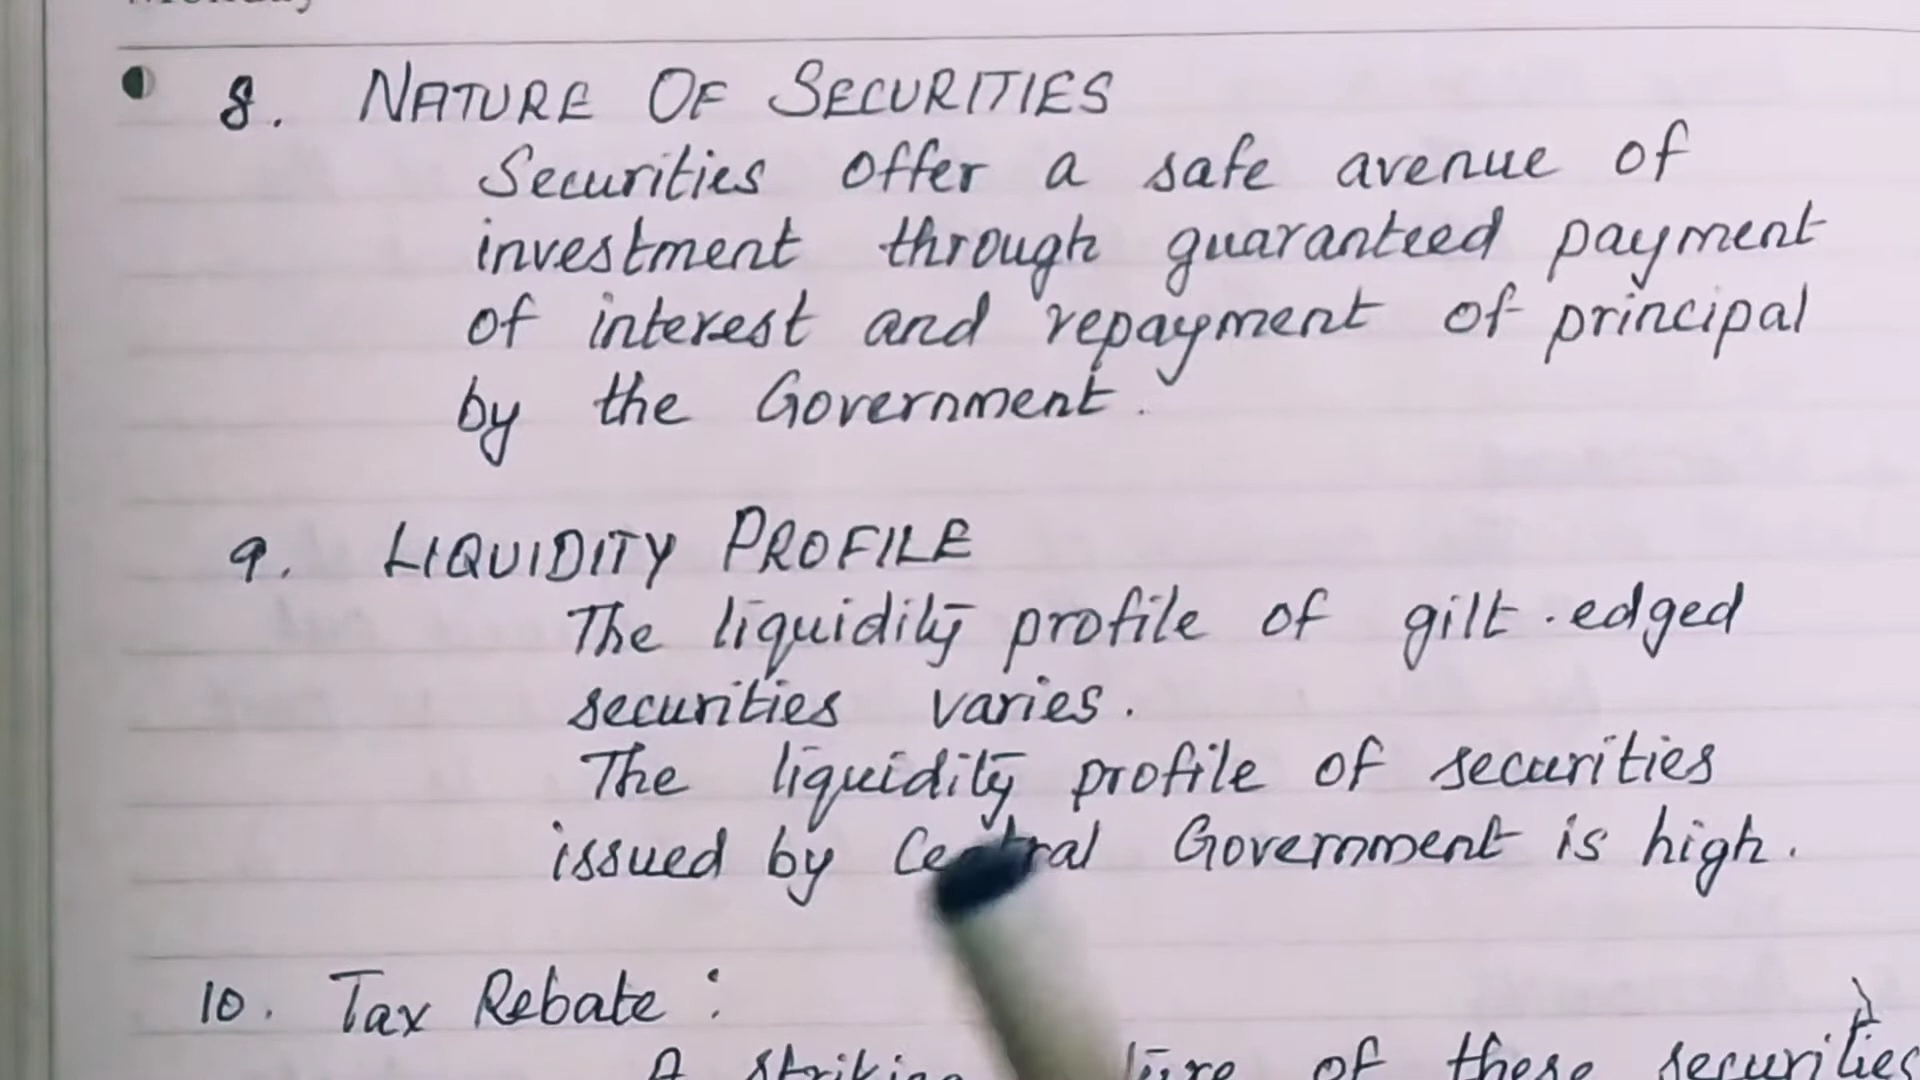 8. NATURE OF SECURITIES
Securities offer a safe avenue of
investment through guaranteed payment
of interest and repayment of principal
by the Government.
9. LIQUIDITY PROFILE
The liquidity profile of gilt-edged
securities varies.
The liquidity profile of securities
issued by Central Government is high.
10. Tax Rebate :
A of these securities